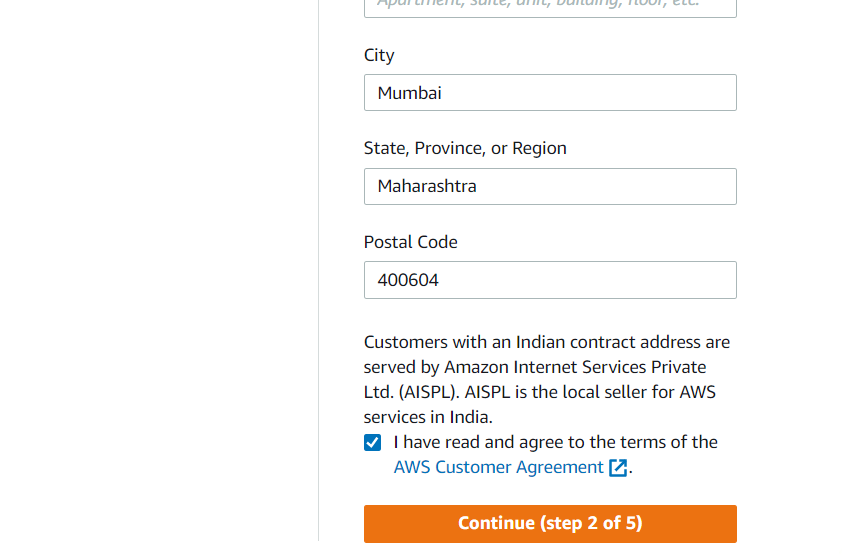 Apartment, suite, unit, building, floor, etc.
City
Mumbai
State, Province, or Region
Maharashtra
Postal Code
400604
Customers with an Indian contract address are
served by Amazon Internet Services Private
Ltd. (AISPL). AISPL is the local seller for AWS
services in India.
I have read and agree to the terms of the
AWS Customer Agreement.
Continue (step 2 of 5)